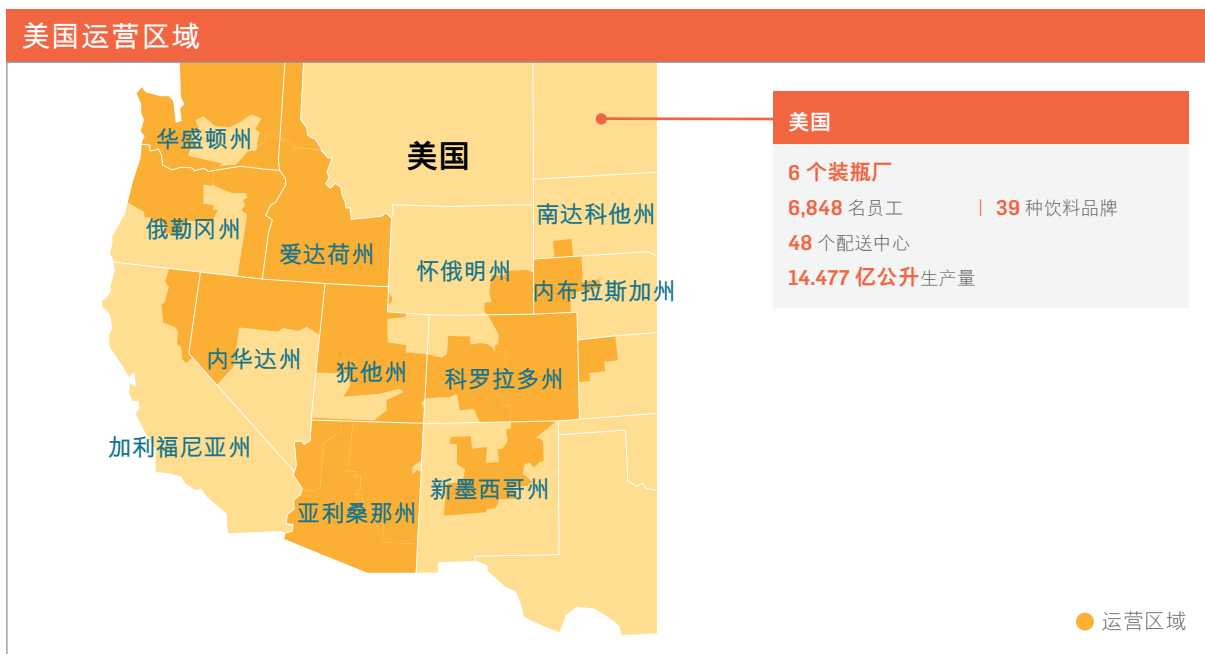 美国运营区域
华盛顿州
美国
俄勒冈州
爱达荷州
南达科他州
怀俄明州
内布拉斯加州
内华达州
犹他州
科罗拉多州
加利福尼亚州
亚利桑那州
新墨西哥州
美国
6 个装瓶厂
6,848 名员工 | 39 种饮料品牌
48 个配送中心
14.477 亿公升生产量
运营区域